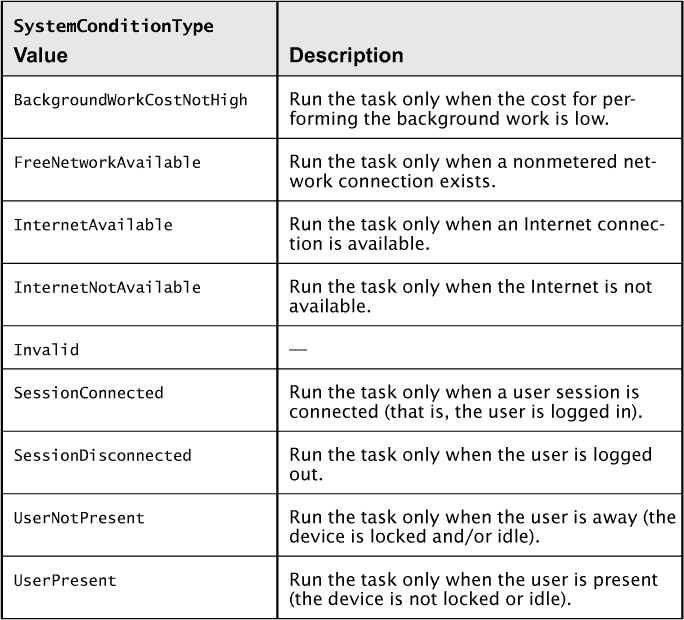 SystemConditionType
Value Description
BackgroundWorkCostNotHigh Run the task only when the cost for per-
forming the background work is low.
FreeNetworkAvailable Run the task only when a nonmetered net-
work connection exists.
InternetAvailable Run the task only when an Internet connec-
tion is available.
InternetNotAvailable Run the task only when the Internet is not
available.
Invalid —
SessionConnected Run the task only when a user session is
connected (that is, the user is logged in).
SessionDisconnected Run the task only when the user is logged
out.
UserNotPresent Run the task only when the user is away (the
device is locked and/or idle).
UserPresent Run the task only when the user is present
(the device is not locked or idle).